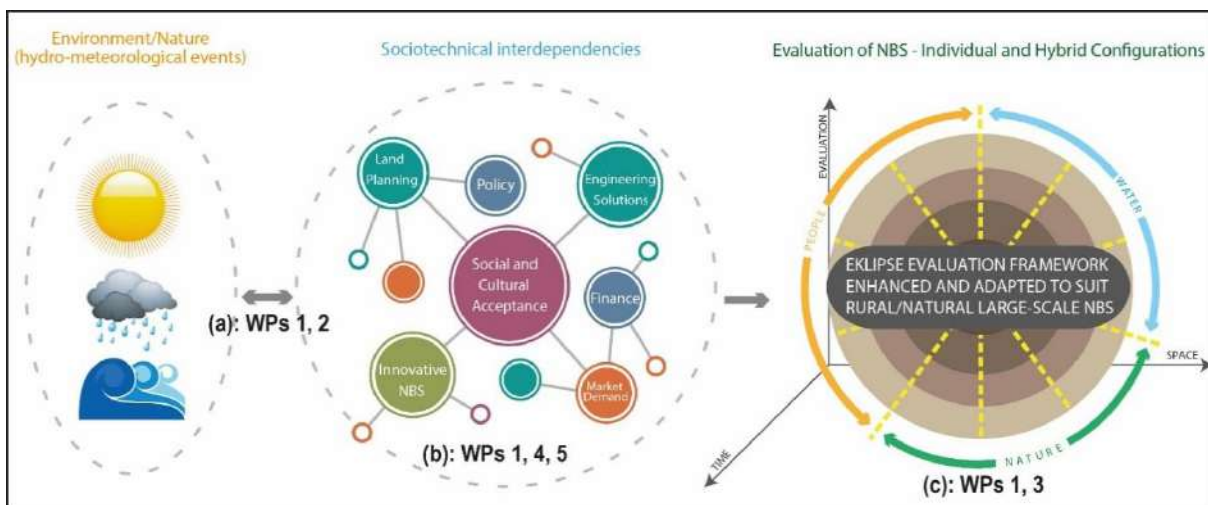 Environment/Nature
(hydro-meteorological events)
(a): WPs 1, 2
Sociotechnical interdependencies
Land
Planning
Policy
Engineering
Solutions
Social and
Cultural
Acceptance
Finance
Innovative
NBS
Market
Demand
(b): WPs 1, 4, 5
Evaluation of NBS - Individual and Hybrid Configurations
EVALUATION
PEOPLE
WATER
EKLIPSE EVALUATION FRAMEWORK
ENHANCED AND ADAPTED TO SUIT
RURAL/NATURAL LARGE-SCALE NBS
SPACE
TIME
NATURE
(c): WPs 1, 3